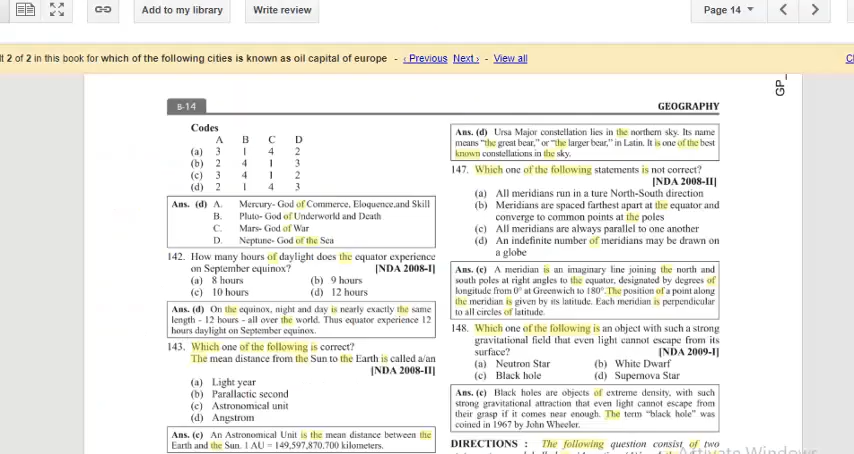 Add to my library
Write review
Page 14
lt 2 of 2 in this book for which of the following cities is known as oil capital of europe - ‹ Previous Next › - View all
Cl
GP_
B-14
GEOGRAPHY
Codes
A B C D
(a) 3 1 4 2
(b) 2 4 1 3
(c) 3 4 1 2
(d) 2 1 4 3
Ans. (d) A. Mercury- God of Commerce, Eloquence,and Skill
B. Pluto- God of Underworld and Death
C. Mars- God of War
D. Neptune- God of the Sea
142. How many hours of daylight does the equator experience
on September equinox? [NDA 2008-I]
(a) 8 hours (b) 9 hours
(c) 10 hours (d) 12 hours
Ans. (d) On the equinox, night and day is nearly exactly the same
length - 12 hours - all over the world. Thus equator experience 12
hours daylight on September equinox.
143. Which one of the following is correct?
The mean distance from the Sun to the Earth is called a/an
[NDA 2008-II]
(a) Light year
(b) Parallactic second
(c) Astronomical unit
(d) Angstrom
Ans. (c) An Astronomical Unit is the mean distance between the
Earth and the Sun. 1 AU = 149,597,870.700 kilometers.
Ans. (d) Ursa Major constellation lies in the northern sky. Its name
means "the great bear," or "the larger bear," in Latin. It is one of the best
known constellations in the sky.
147. Which one of the following statements is not correct?
[NDA 2008-II]
(a) All meridians run in a ture North-South direction
(b) Meridians are spaced farthest apart at the equator and
converge to common points at the poles
(c) All meridians are always parallel to one another
(d) An indefinite number of meridians may be drawn on
a globe
Ans. (c) A meridian is an imaginary line joining the north and
south poles at right angles to the equator, designated by degrees of
longitude from 0° at Greenwich to 180°.The position of a point along
the meridian is given by its latitude. Each meridian is perpendicular
to all circles of latitude.
148. Which one of the following is an object with such a strong
gravitational field that even light cannot escape from its
surface? [NDA 2009-I]
(a) Neutron Star (b) White Dwarf
(c) Black hole (d) Supernova Star
Ans. (c) Black holes are objects of extreme density, with such
strong gravitational attraction that even light cannot escape from
their grasp if it comes near enough. The term "black hole" was
coined in 1967 by John Wheeler.
DIRECTIONS : The following question consist of two
Activate Windows